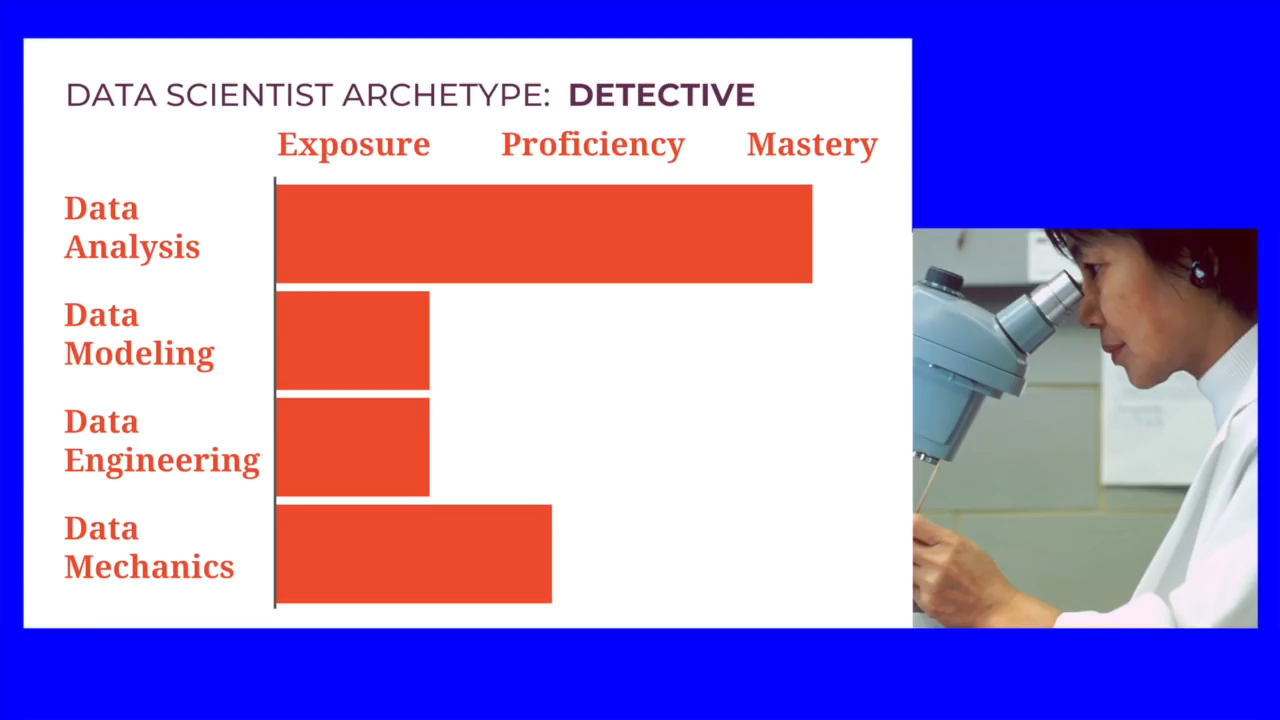 DATA SCIENTIST ARCHETYPE: DETECTIVE
Exposure Proficiency Mastery
Data
Analysis
Data
Modeling
Data
Engineering
Data
Mechanics